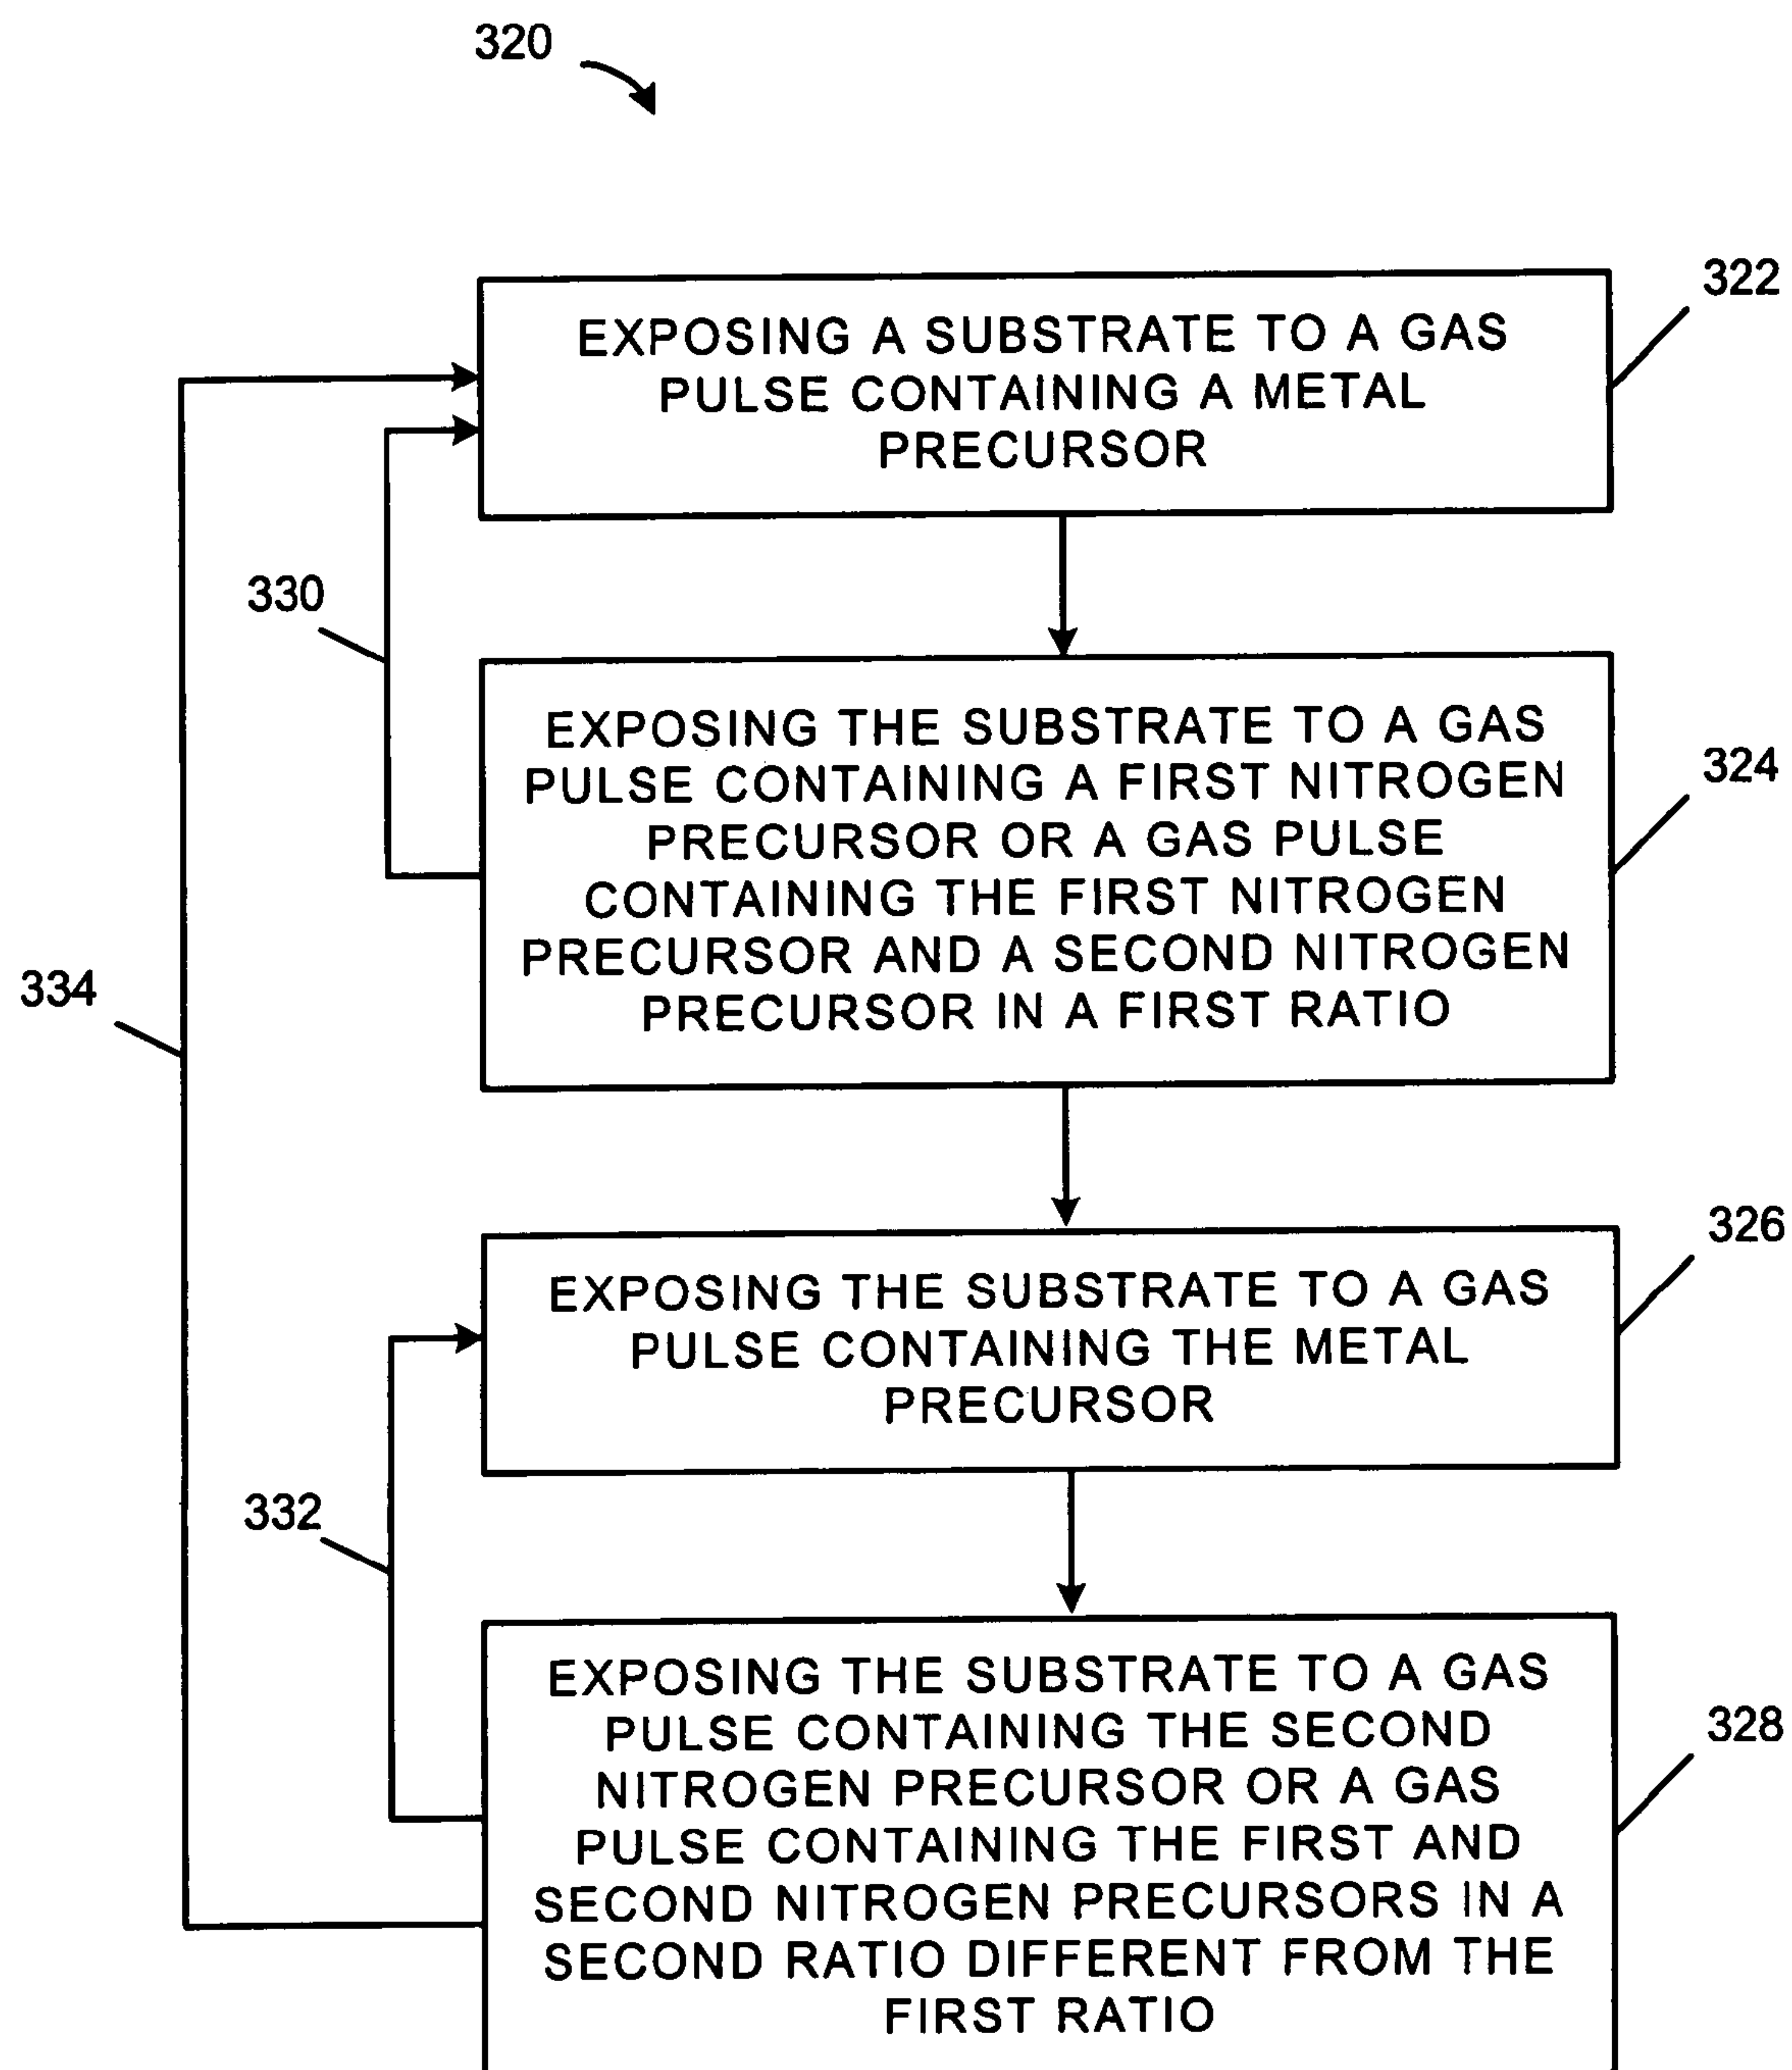 320
322
EXPOSING A SUBSTRATE TO A GAS
PULSE CONTAINING A METAL
PRECURSOR
330
324
EXPOSING THE SUBSTRATE TO A GAS
PULSE CONTAINING A FIRST NITROGEN
PRECURSOR OR A GAS PULSE
CONTAINING THE FIRST NITROGEN
PRECURSOR AND A SECOND NITROGEN
PRECURSOR IN A FIRST RATIO
334
326
EXPOSING THE SUBSTRATE TO A GAS
PULSE CONTAINING THE METAL
PRECURSOR
332
328
EXPOSING THE SUBSTRATE TO A GAS
PULSE CONTAINING THE SECOND
NITROGEN PRECURSOR OR A GAS
PULSE CONTAINING THE FIRST AND
SECOND NITROGEN PRECURSORS IN A
SECOND RATIO DIFFERENT FROM THE
FIRST RATIO